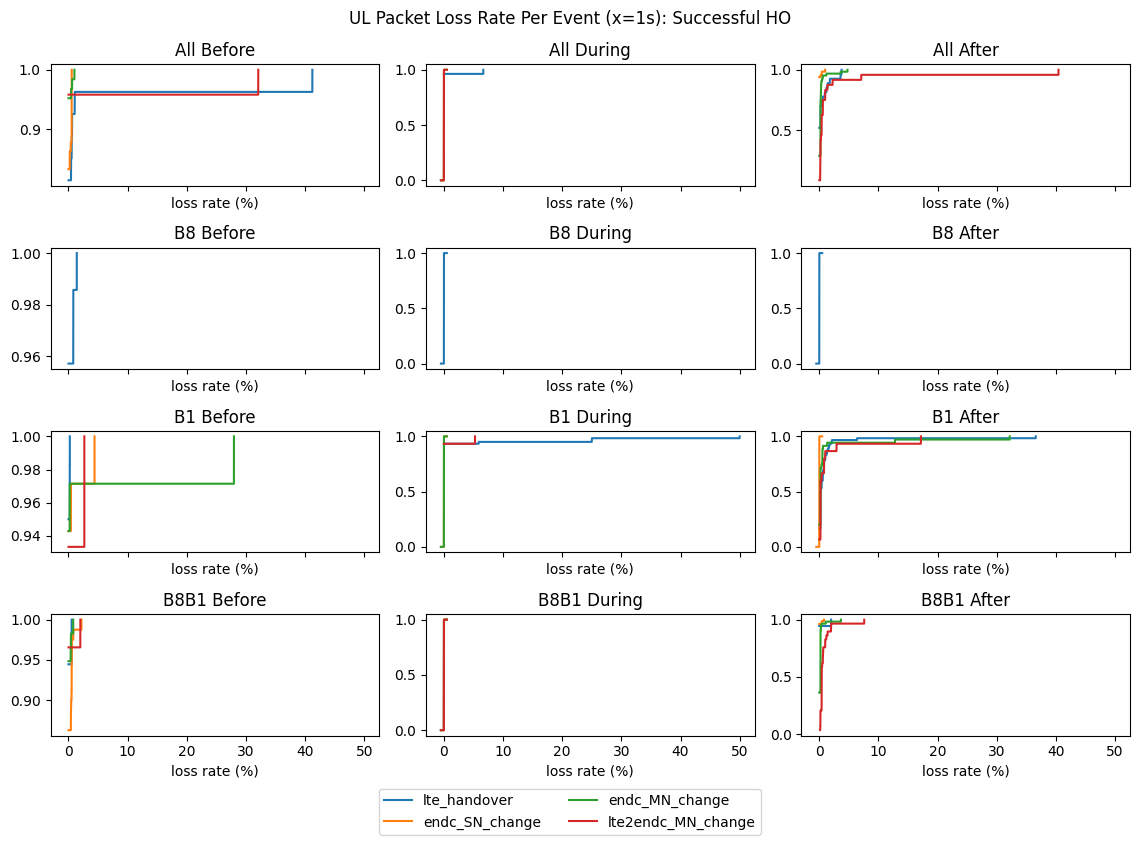 UL Packet Loss Rate Per Event (x=1s): Successful HO
All Before
All During
All After
1.0
0.9
1.0
0.5
0.0
1.0
0.5
loss rate (%)
loss rate (%)
loss rate (%)
B8 Before
B8 During
B8 After
1.00
0.98
0.96
1.0
0.5
0.0
1.0
0.5
0.0
loss rate (%)
loss rate (%)
loss rate (%)
B1 Before
B1 During
B1 After
1.00
0.98
0.96
0.94
1.0
0.5
0.0
1.0
0.5
0.0
loss rate (%)
loss rate (%)
loss rate (%)
B8B1 Before
B8B1 During
B8B1 After
1.00
0.95
0.90
1.0
0.5
0.0
1.0
0.5
0.0
0 10 20 30 40 50
0 10 20 30 40 50
0 10 20 30 40 50
loss rate (%)
loss rate (%)
loss rate (%)
lte_handover
endc_SN_change
endc_MN_change
lte2endc_MN_change